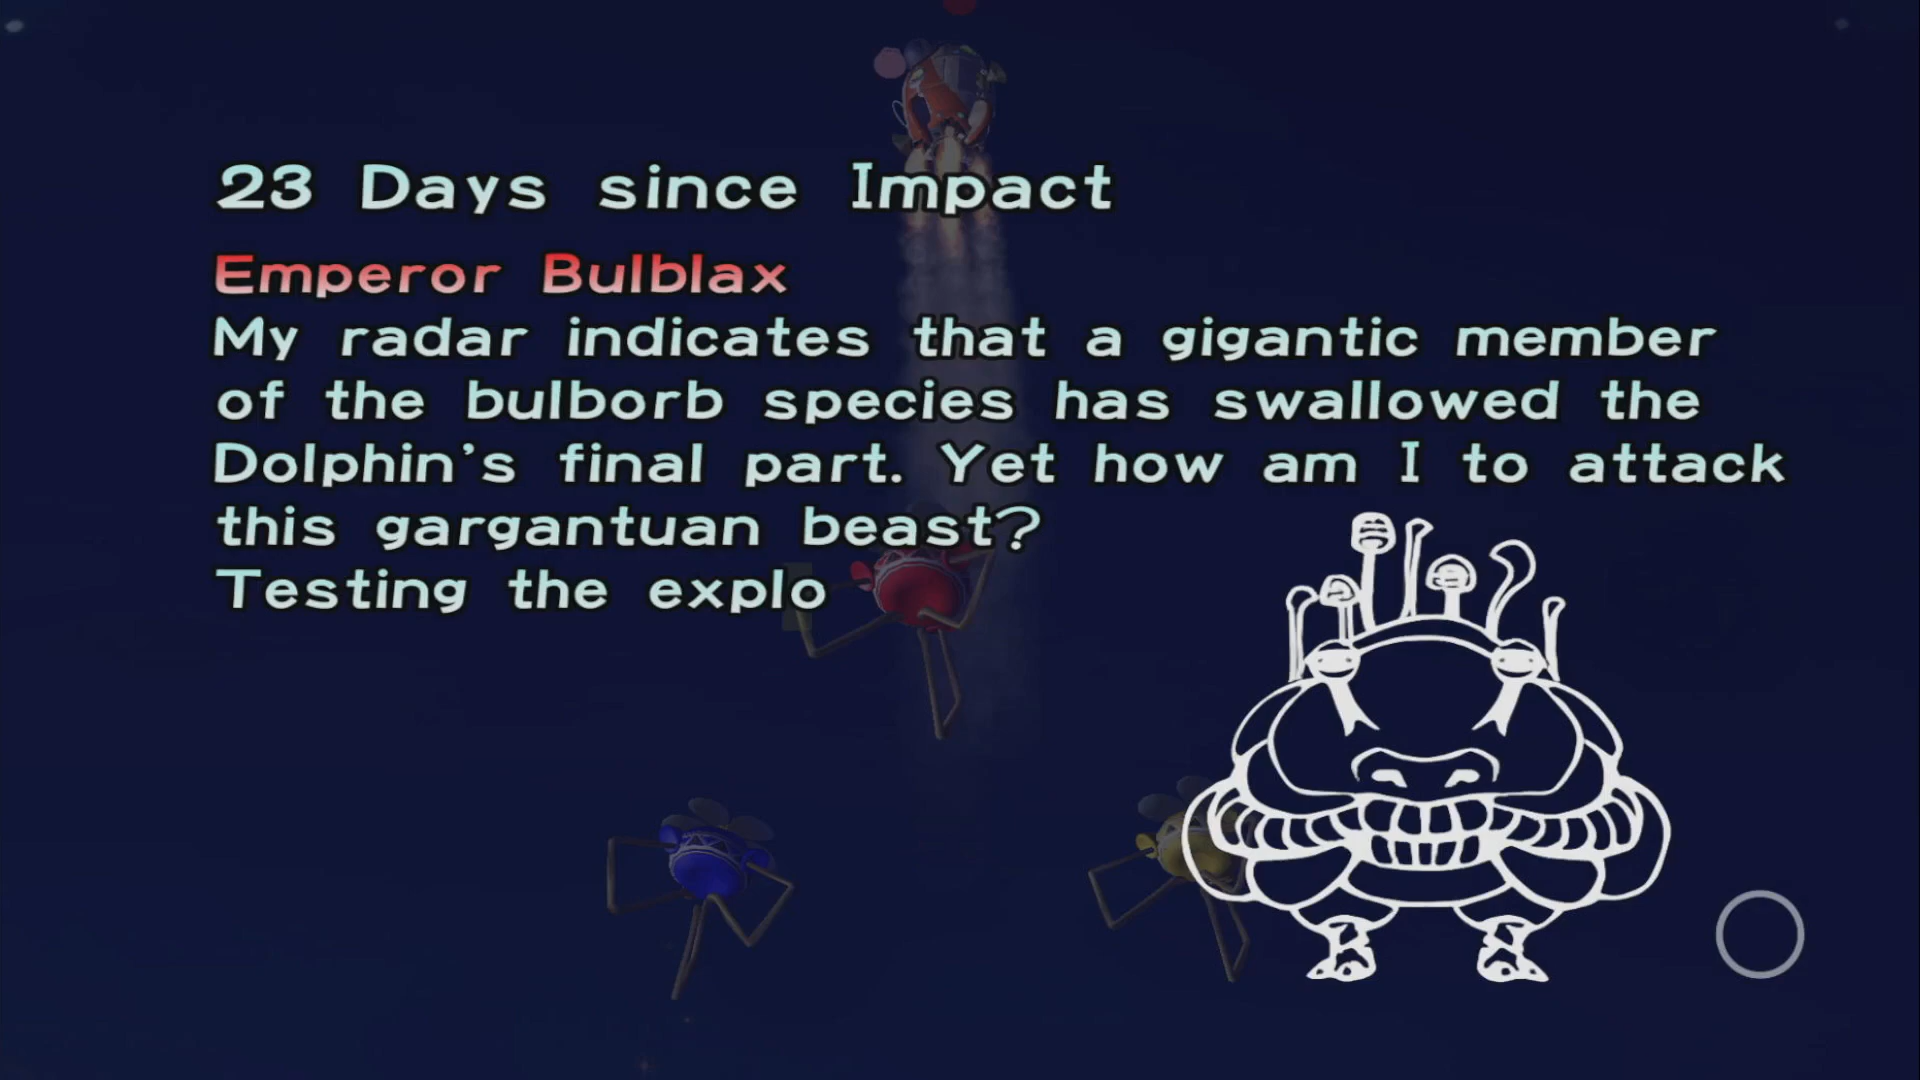 23 Days since Impact
Emperor Bulblax
My radar indicates that a gigantic member
of the bulborb species has swallowed the
Dolphin's final part. Yet how am I to attack
this gargantuan beast?
Testing the explo